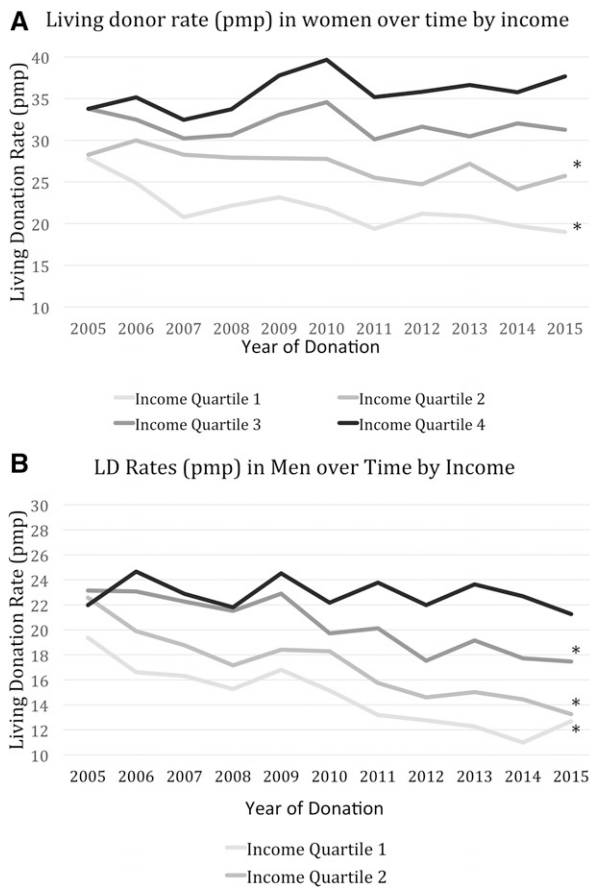 A Living donor rate (pmp) in women over time by income
Living Donation Rate (pmp)
40
35
30
25
20
15
10
*
*
2005 2006 2007 2008 2009 2010 2011 2012 2013 2014 2015
Year of Donation
Income Quartile 1 Income Quartile 2
Income Quartile 3 Income Quartile 4
B LD Rates (pmp) in Men over Time by Income
Living Donation Rate (pmp)
30
28
26
24
22
20
18
16
14
12
10
*
*
*
2005 2006 2007 2008 2009 2010 2011 2012 2013 2014 2015
Year of Donation
Income Quartile 1
Income Quartile 2